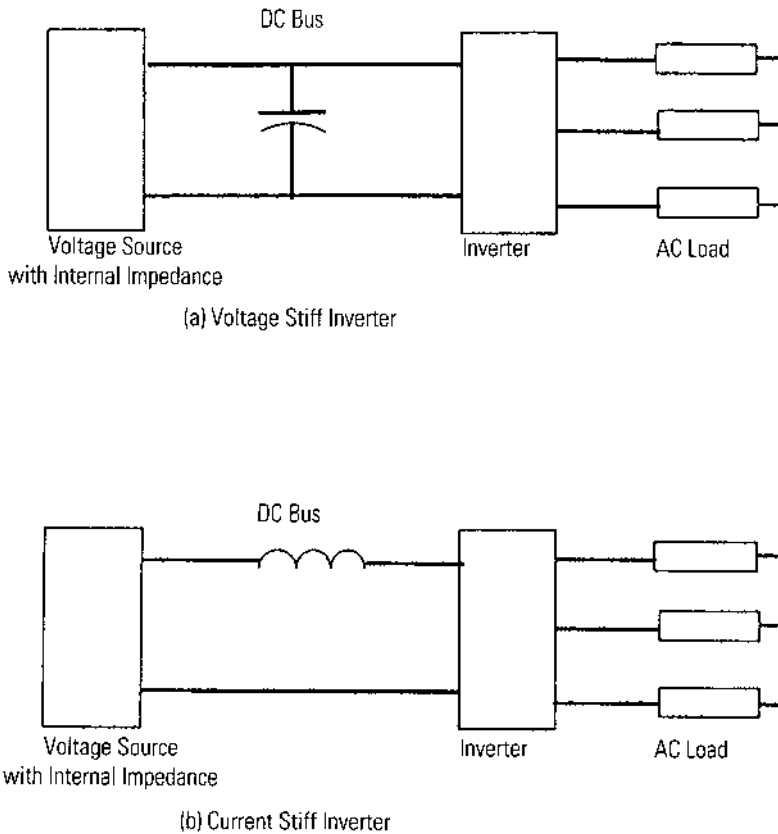 DC Bus
Voltage Source
with Internal Impedance
Inverter
AC Load
(a) Voltage Stiff Inverter
DC Bus
Voltage Source
with Internal Impedance
Inverter
AC Load
(b) Current Stiff Inverter